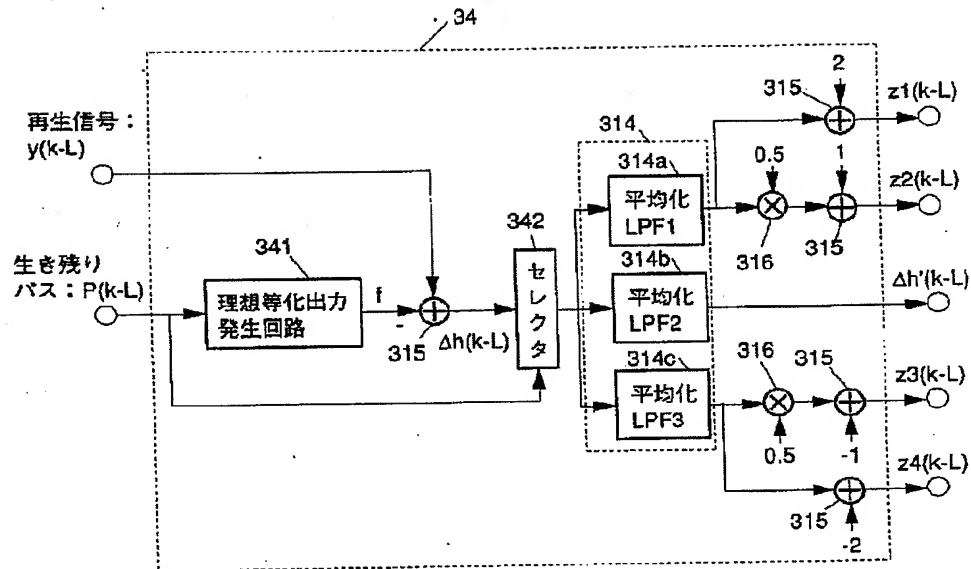 34
再生信号：
y(k-L)
生き残り
パス：P(k-L)
341
理想等化出力
発生回路
f
-
315
Δh(k-L)
342
セレクタ
314
314a
平均化
LPF1
314b
平均化
LPF2
314c
平均化
LPF3
2
315
z1(k-L)
0.5
1
316
315
z2(k-L)
Δh'(k-L)
316
315
z3(k-L)
0.5
-1
z4(k-L)
315
-2